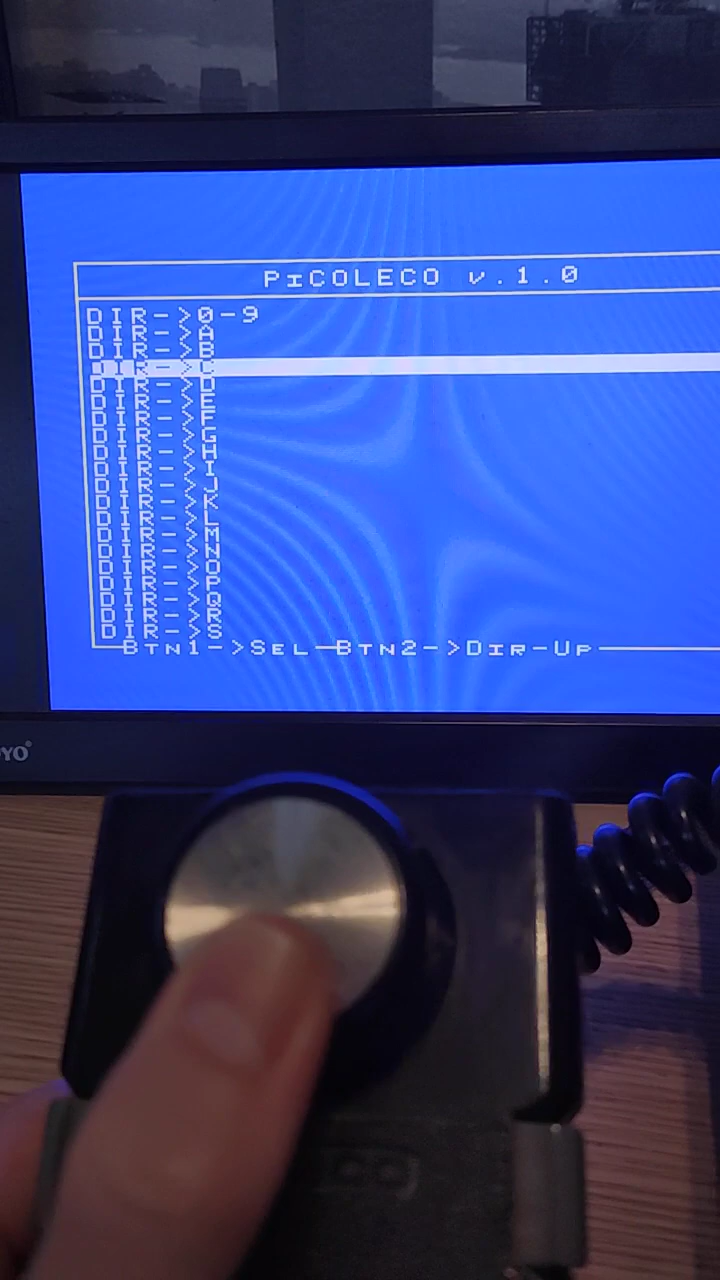 PiCOLECO v.1.0
DIR->0-9
DIR->A
DIR->B
DIR->C
DIR->D
DIR->E
DIR->F
DIR->G
DIR->H
DIR->I
DIR->J
DIR->K
DIR->L
DIR->M
DIR->N
DIR->O
DIR->P
DIR->Q
DIR->R
DIR->S
BTN1->SEL BTN2->DIR-UP